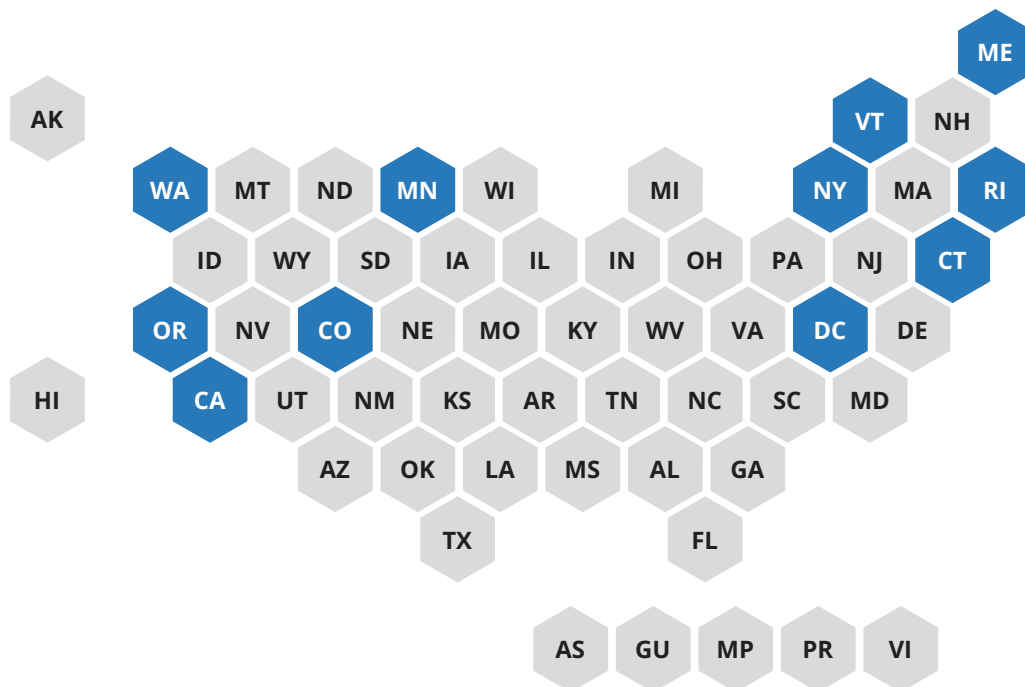 ME
AK
VT NH
WA MT ND MN WI MI NY MA RI
ID WY SD IA IL IN OH PA NJ CT
OR NV CO NE MO KY WV VA DC DE
HI CA UT NM KS AR TN NC SC MD
AZ OK LA MS AL GA
TX FL
AS GU MP PR VI